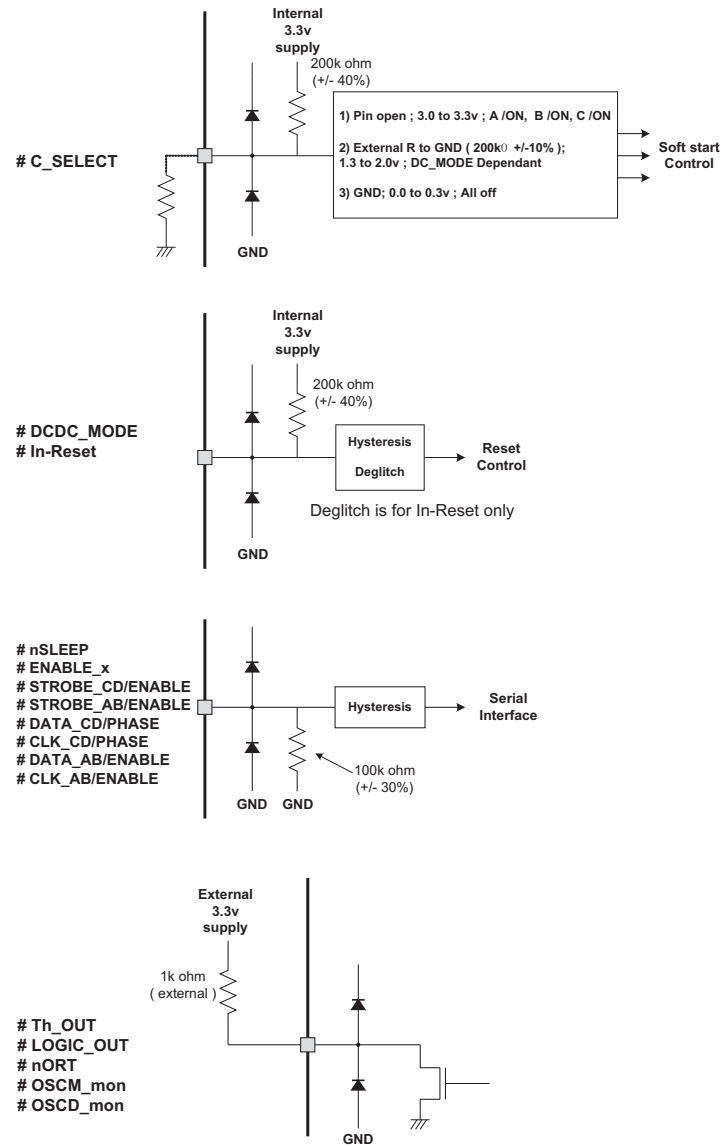 Internal
3.3v
supply
200k ohm
(+/- 40%)
# C_SELECT
1) Pin open ; 3.0 to 3.3v ; A /ON, B /ON, C /ON
2) External R to GND ( 200k0 +/-10% );
1.3 to 2.0v ; DC_MODE Dependant
3) GND; 0.0 to 0.3v ; All off
Soft start
Control
GND
Internal
3.3v
supply
200k ohm
(+/- 40%)
# DCDC_MODE
# In-Reset
Hysteresis
Deglitch
Reset
Control
Deglitch is for In-Reset only
GND
# nSLEEP
# ENABLE_x
# STROBE_CD/ENABLE
# STROBE_AB/ENABLE
# DATA_CD/PHASE
# CLK_CD/PHASE
# DATA_AB/ENABLE
# CLK_AB/ENABLE
Hysteresis
Serial
Interface
100k ohm
(+/- 30%)
GND GND
External
3.3v
supply
1k ohm
( external )
# Th_OUT
# LOGIC_OUT
# nORT
# OSCM_mon
# OSCD_mon
GND